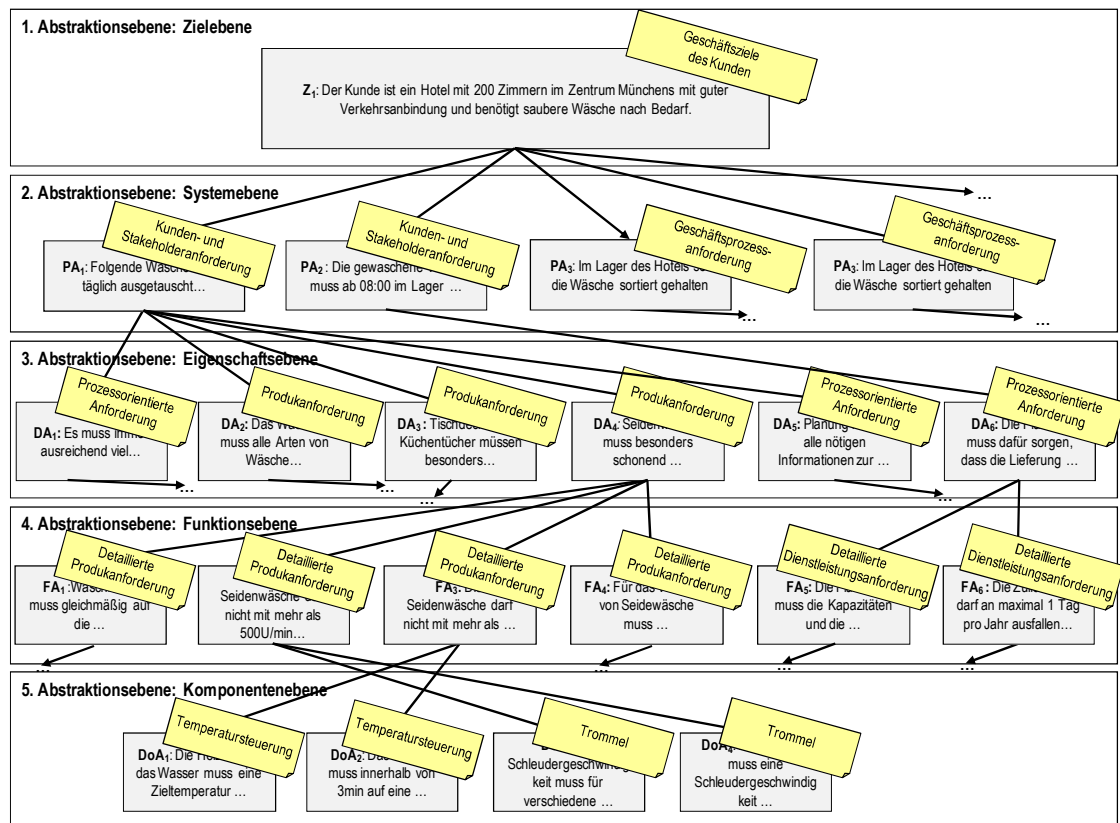 1. Abstraktionsebene: Zielebene
Geschäftsziele
des Kunden
Z1: Der Kunde ist ein Hotel mit 200 Zimmern im Zentrum Münchens mit guter
Verkehrsanbindung und benötigt saubere Wäsche nach Bedarf.
2. Abstraktionsebene: Systemebene
...
Kunden- und
Stakeholderanforderung
PA1: Folgende
täglich ausgetauscht...
Kunden- und
Stakeholderanforderung
PA2 : Die gewaschene
muss ab 08:00 im Lager ...
Geschäftsprozess-
anforderung
PA3: Im Lager des Hotels
die Wäsche sortiert gehalten
...
Geschäftsprozess-
anforderung
PA3: Im Lager des Hotels
die Wäsche sortiert gehalten
...
3. Abstraktionsebene: Eigenschaftsebene
Prozessorientierte
Anforderung
DA1: Es muss
ausreichend viel...
...
Produkanforderung
DA2: Das
muss alle Arten von
Wäsche...
...
Produkanforderung
DA3 :
Küchentücher müssen
besonders...
...
Produkanforderung
DA4:
muss besonders
schonend ...
Prozessorientierte
Anforderung
DA5: Planung
alle nötigen
Informationen zur ...
...
Prozessorientierte
Anforderung
DA6: Die
muss dafür sorgen,
dass die Lieferung ...
4. Abstraktionsebene: Funktionsebene
Detaillierte
Produkanforderung
FA1 :
muss gleichmäßig auf
die ...
...
Detaillierte
Produkanforderung
Seidenwäsche
nicht mit mehr als
500U/min...
Detaillierte
Produkanforderung
FA3:
Seidenwäsche darf
nicht mit mehr als ...
Detaillierte
Produkanforderung
FA4: Für das
von Seidewäsche
muss ...
...
Detaillierte
Dienstleistungsanforderung
FA5: Die
muss die Kapazitäten
und die ...
...
Detaillierte
Dienstleistungsanforderung
FA6 : Die
darf an maximal 1 Tag
pro Jahr ausfallen...
...
5. Abstraktionsebene: Komponentenebene
Temperatursteuerung
DoA1: Die
das Wasser muss eine
Zieltemperatur ...
Temperatursteuerung
DoA2:
muss innerhalb von
3min auf eine ...
Trommel
Schleudergeschwindig
keit muss für
verschiedene ...
Trommel
muss eine
Schleudergeschwindig
keit ...